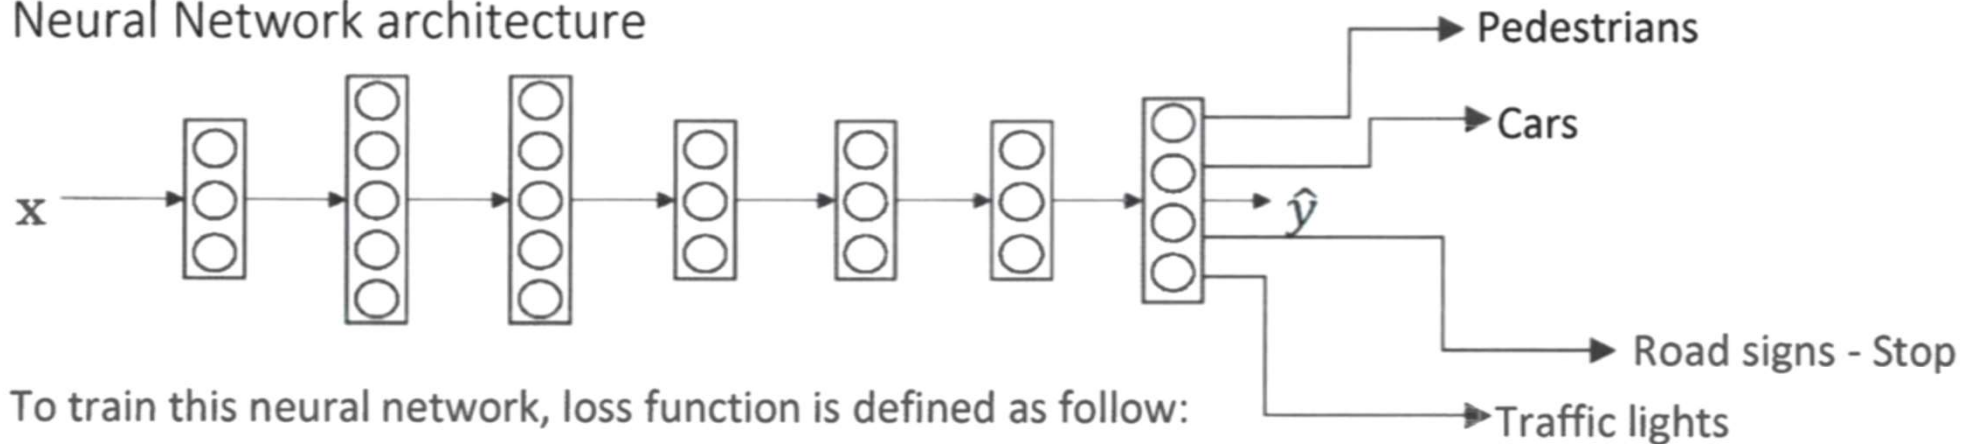 Neural Network architecture
Pedestrians
Cars
x
ŷ
Road signs - Stop
To train this neural network, loss function is defined as follow:
Traffic lights